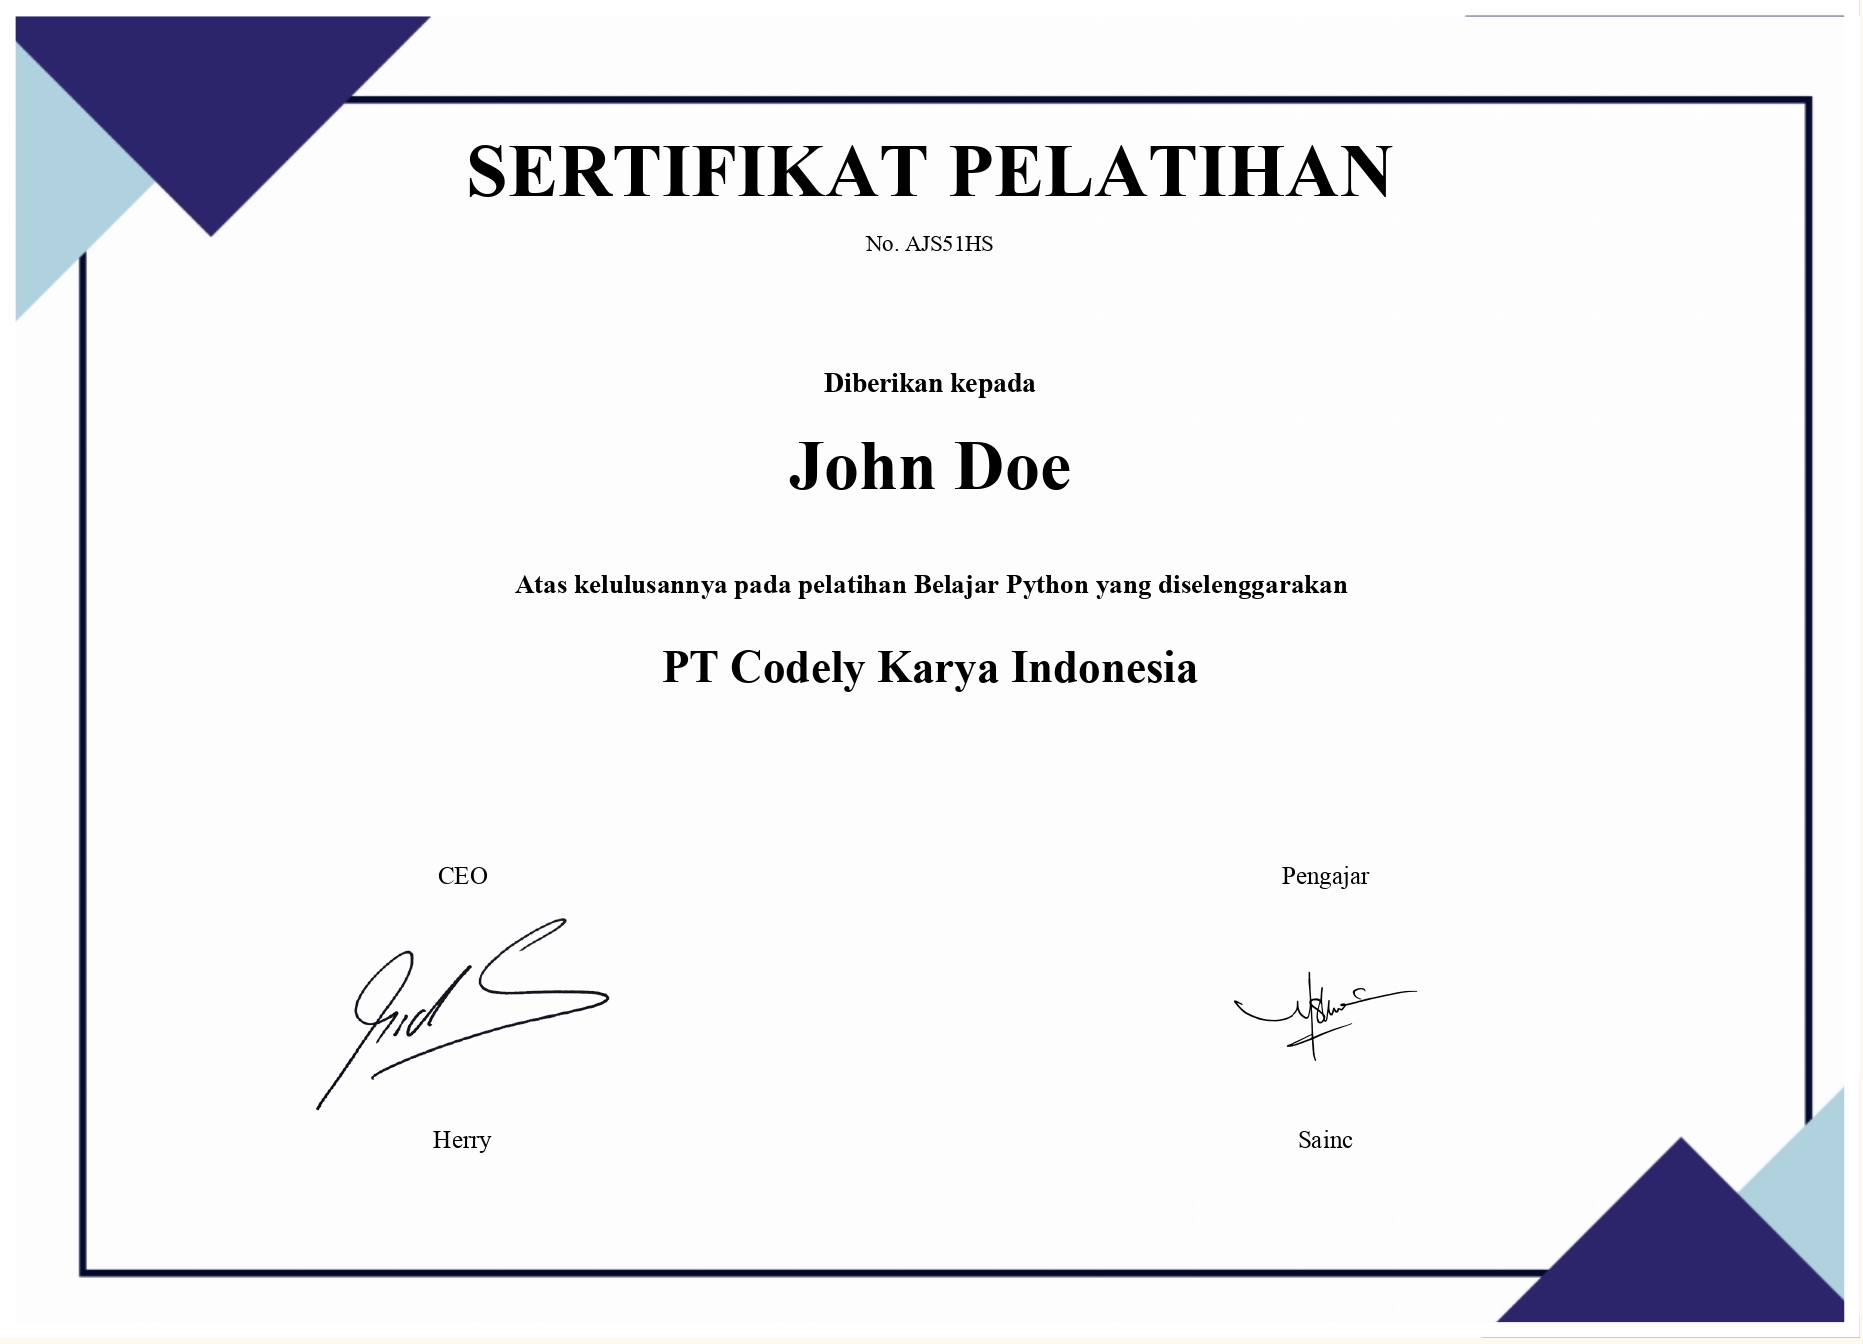 SERTIFIKAT PELATIHAN
No. AJS51HS
Diberikan kepada
John Doe
Atas kelulusannya pada pelatihan Belajar Python yang diselenggarakan
PT Codely Karya Indonesia
CEO
Pengajar
Herry
Sainc